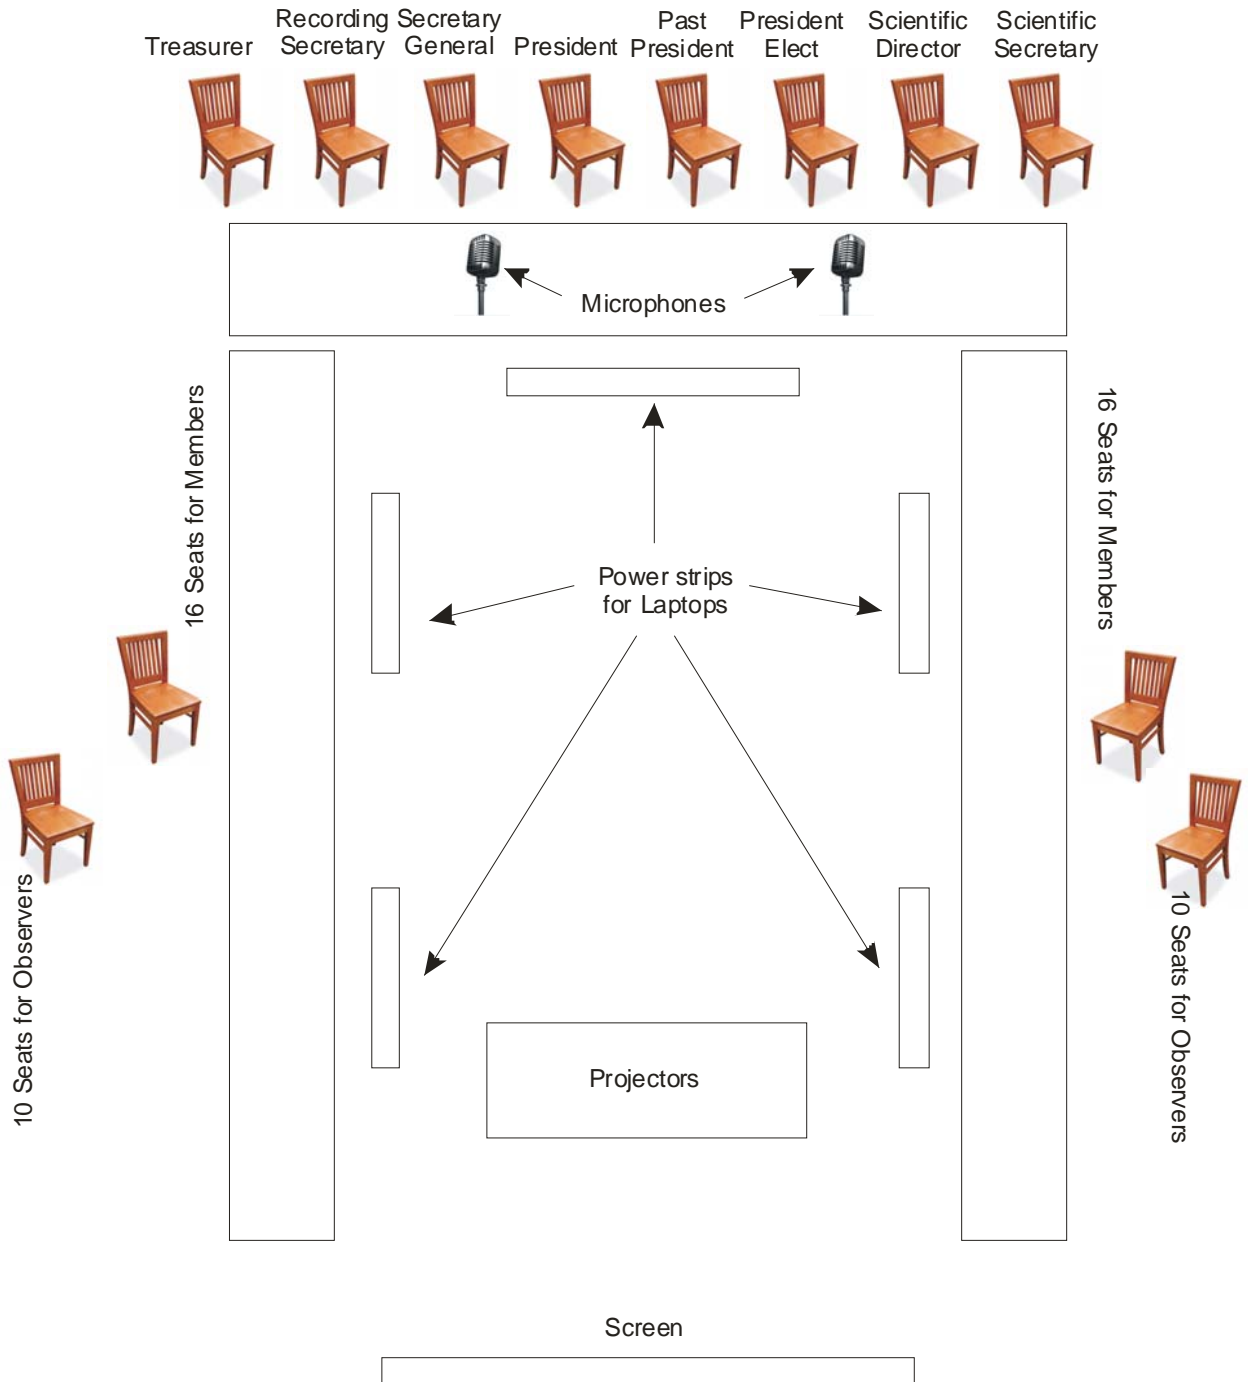 Treasurer
Recording
Secretary
Secretary
General
President
Past
President
President
Elect
Scientific
Director
Scientific
Secretary
Microphones
16 Seats for Members
16 Seats for Members
Power strips
for Laptops
10 Seats for Observers
10 Seats for Observers
Projectors
Screen